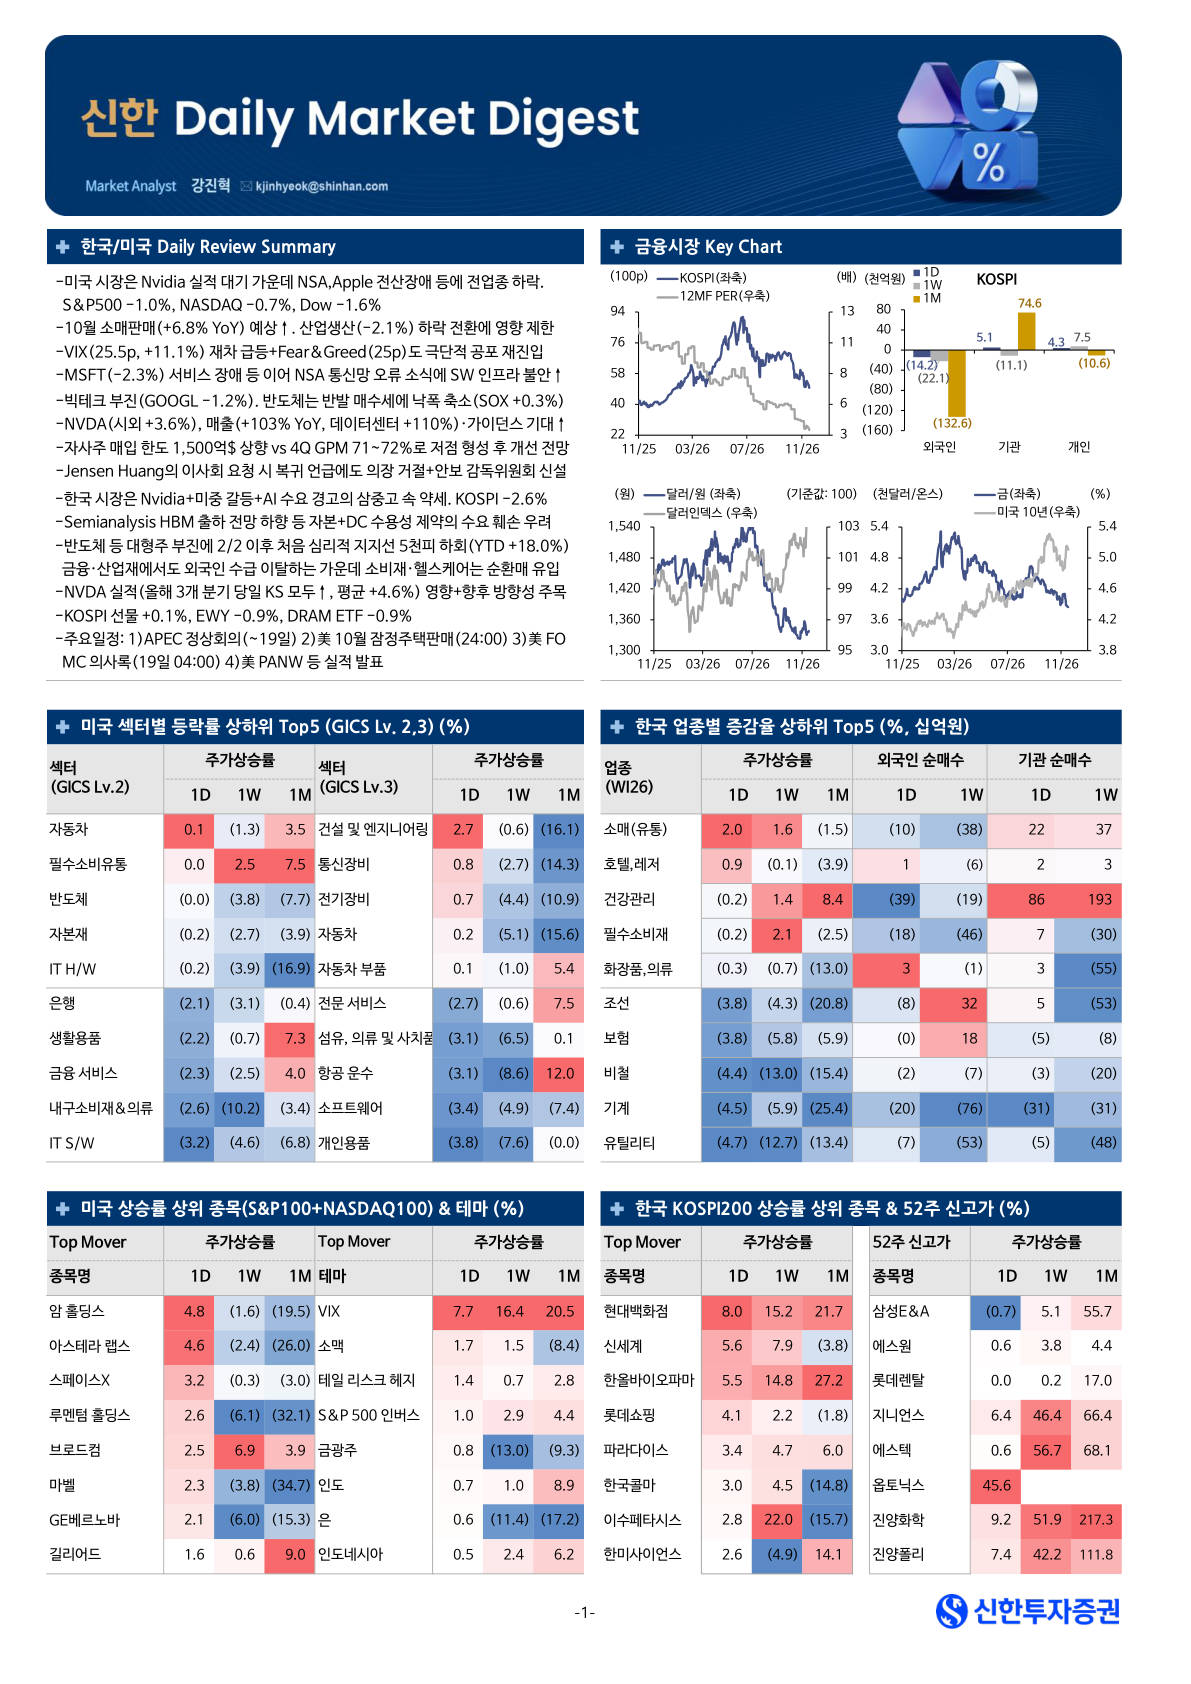 신한 Daily Market Digest
Market Analyst 강진혁 kjinhyeok@shinhan.com
한국/미국 Daily Review Summary
-미국 시장은 Nvidia 실적 대기 가운데 NSA,Apple 전산장애 등에 전업종 하락.
S&P500 -1.0%, NASDAQ -0.7%, Dow -1.6%
-10월 소매판매(+6.8% YoY) 예상↑. 산업생산(-2.1%) 하락 전환에 영향 제한
-VIX(25.5p, +11.1%) 재차 급등+Fear&Greed(25p)도 극단적 공포 재진입
-MSFT(-2.3%) 서비스 장애 등 이어 NSA 통신망 오류 소식에 SW 인프라 불안↑
-빅테크 부진(GOOGL -1.2%). 반도체는 반발 매수세에 낙폭 축소(SOX +0.3%)
-NVDA(시외 +3.6%), 매출(+103% YoY, 데이터센터 +110%)·가이던스 기대↑
-자사주 매입 한도 1,500억$ 상향 vs 4Q GPM 71~72%로 저점 형성 후 개선 전망
-Jensen Huang의 이사회 요청 시 복귀 언급에도 의장 거절+안보 감독위원회 신설
-한국 시장은 Nvidia+미중 갈등+AI 수요 경고의 삼중고 속 약세. KOSPI -2.6%
-Semianalysis HBM 출하 전망 하향 등 자본+DC 수용성 제약의 수요 훼손 우려
-반도체 등 대형주 부진에 2/2 이후 처음 심리적 지지선 5천피 하회(YTD +18.0%)
금융·산업재에서도 외국인 수급 이탈하는 가운데 소비재·헬스케어는 순환매 유입
-NVDA 실적(올해 3개 분기 당일 KS 모두↑, 평균 +4.6%) 영향+향후 방향성 주목
-KOSPI 선물 +0.1%, EWY -0.9%, DRAM ETF -0.9%
-주요일정: 1)APEC 정상회의(~19일) 2)美 10월 잠정주택판매(24:00) 3)美 FO
MC 의사록(19일 04:00) 4)美 PANW 등 실적 발표
금융시장 Key Chart
(100p) KOSPI(좌축) (배)
12MF PER(우축)
94 13
76 11
58 8
40 6
22 3
11/25 03/26 07/26 11/26
(천억원) 1D KOSPI
1W
1M
80 74.6
40 5.1 4.3 7.5
0 (14.2) (11.1) (10.6)
(40) (22.1)
(80)
(120) (132.6)
(160)
외국인 기관 개인
(원) 달러/원 (좌축) (기준값: 100)
달러인덱스 (우축)
1,540 103
1,480 101
1,420 99
1,360 97
1,300 95
11/25 03/26 07/26 11/26
(천달러/온스) 금(좌축) (%)
미국 10년(우축)
5.4 5.4
4.8 5.0
4.2 4.6
3.6 4.2
3.0 3.8
11/25 03/26 07/26 11/26
미국 섹터별 등락률 상하위 Top5 (GICS Lv. 2,3) (%)
섹터 (GICS Lv.2) 주가상승률 섹터 (GICS Lv.3) 주가상승률
1D 1W 1M 1D 1W 1M
자동차 0.1 (1.3) 3.5 건설 및 엔지니어링 2.7 (0.6) (16.1)
필수소비유통 0.0 2.5 7.5 통신장비 0.8 (2.7) (14.3)
반도체 (0.0) (3.8) (7.7) 전기장비 0.7 (4.4) (10.9)
자본재 (0.2) (2.7) (3.9) 자동차 0.2 (5.1) (15.6)
IT H/W (0.2) (3.9) (16.9) 자동차 부품 0.1 (1.0) 5.4
은행 (2.1) (3.1) (0.4) 전문 서비스 (2.7) (0.6) 7.5
생활용품 (2.2) (0.7) 7.3 섬유, 의류 및 사치품 (3.1) (6.5) 0.1
금융 서비스 (2.3) (2.5) 4.0 항공 운수 (3.1) (8.6) 12.0
내구소비재&의류 (2.6) (10.2) (3.4) 소프트웨어 (3.4) (4.9) (7.4)
IT S/W (3.2) (4.6) (6.8) 개인용품 (3.8) (7.6) (0.0)
한국 업종별 증감율 상하위 Top5 (%, 십억원)
업종 (WI26) 주가상승률 외국인 순매수 기관 순매수
1D 1W 1M 1D 1W 1D 1W
소매(유통) 2.0 1.6 (1.5) (10) (38) 22 37
호텔,레저 0.9 (0.1) (3.9) 1 (6) 2 3
건강관리 (0.2) 1.4 8.4 (39) (19) 86 193
필수소비재 (0.2) 2.1 (2.5) (18) (46) 7 (30)
화장품,의류 (0.3) (0.7) (13.0) 3 (1) 3 (55)
조선 (3.8) (4.3) (20.8) (8) 32 5 (53)
보험 (3.8) (5.8) (5.9) (0) 18 (5) (8)
비철 (4.4) (13.0) (15.4) (2) (7) (3) (20)
기계 (4.5) (5.9) (25.4) (20) (76) (31) (31)
유틸리티 (4.7) (12.7) (13.4) (7) (53) (5) (48)
미국 상승률 상위 종목(S&P100+NASDAQ100) & 테마 (%)
Top Mover 주가상승률 Top Mover 주가상승률
종목명 1D 1W 1M 테마 1D 1W 1M
암 홀딩스 4.8 (1.6) (19.5) VIX 7.7 16.4 20.5
아스테라 랩스 4.6 (2.4) (26.0) 소맥 1.7 1.5 (8.4)
스페이스X 3.2 (0.3) (3.0) 테일 리스크 헤지 1.4 0.7 2.8
루멘텀 홀딩스 2.6 (6.1) (32.1) S&P 500 인버스 1.0 2.9 4.4
브로드컴 2.5 6.9 3.9 금광주 0.8 (13.0) (9.3)
마벨 2.3 (3.8) (34.7) 인도 0.7 1.0 8.9
GE베르노바 2.1 (6.0) (15.3) 은 0.6 (11.4) (17.2)
길리어드 1.6 0.6 9.0 인도네시아 0.5 2.4 6.2
한국 KOSPI200 상승률 상위 종목 & 52주 신고가 (%)
Top Mover 주가상승률 52주 신고가 주가상승률
종목명 1D 1W 1M 종목명 1D 1W 1M
현대백화점 8.0 15.2 21.7 삼성E&A (0.7) 5.1 55.7
신세계 5.6 7.9 (3.8) 에스원 0.6 3.8 4.4
한올바이오파마 5.5 14.8 27.2 롯데렌탈 0.0 0.2 17.0
롯데쇼핑 4.1 2.2 (1.8) 지니언스 6.4 46.4 66.4
파라다이스 3.4 4.7 6.0 에스텍 0.6 56.7 68.1
한국콜마 3.0 4.5 (14.8) 옵토닉스 45.6
이수페타시스 2.8 22.0 (15.7) 진양화학 9.2 51.9 217.3
한미사이언스 2.6 (4.9) 14.1 진양폴리 7.4 42.2 111.8
-1-
신한투자증권